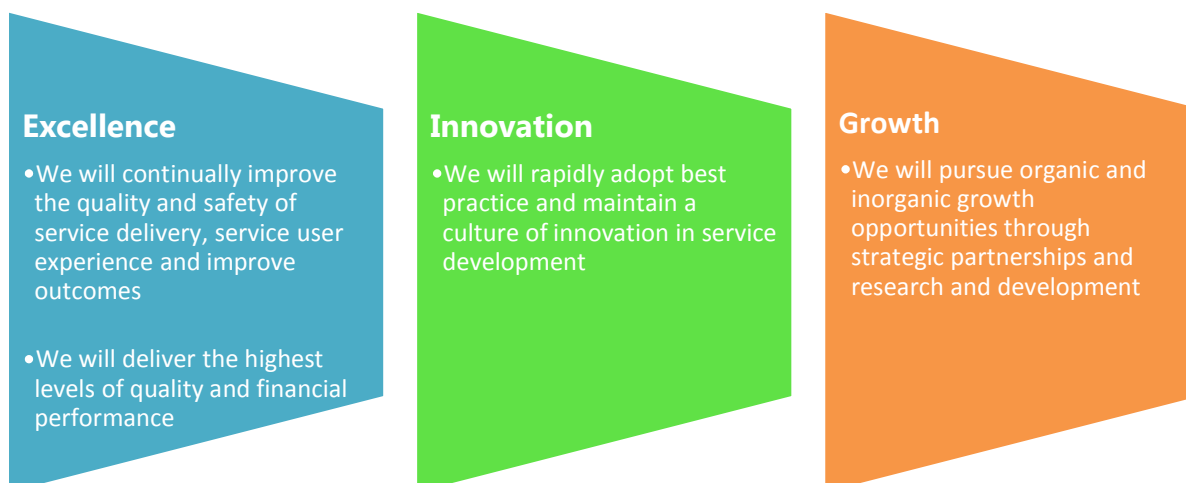 Excellence
•We will continually improve
the quality and safety of
service delivery, service user
experience and improve
outcomes
•We will deliver the highest
levels of quality and financial
performance
Innovation
•We will rapidly adopt best
practice and maintain a
culture of innovation in service
development
Growth
•We will pursue organic and
inorganic growth
opportunities through
strategic partnerships and
research and development